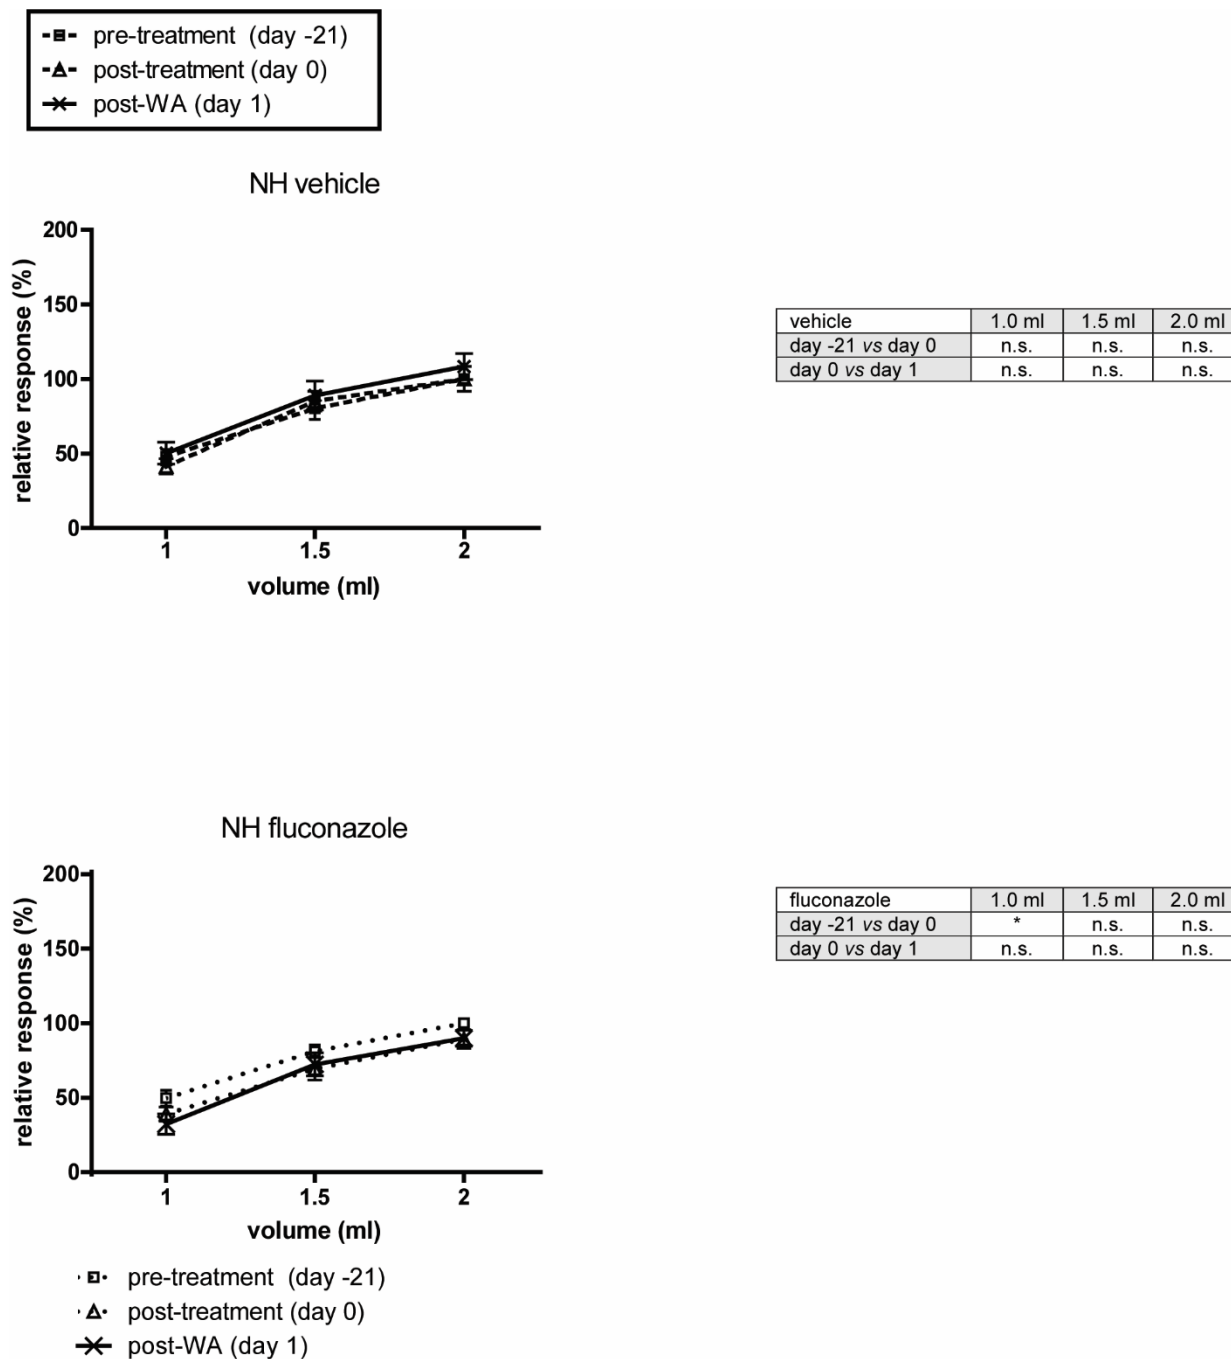 pre-treatment (day -21)
post-treatment (day 0)
post-WA (day 1)
NH vehicle
200
150
100
50
0
relative response (%)
1 1.5 2
volume (ml)
vehicle 1.0 ml 1.5 ml 2.0 ml
day -21 vs day 0 n.s. n.s. n.s.
day 0 vs day 1 n.s. n.s. n.s.
NH fluconazole
200
150
100
50
0
relative response (%)
1 1.5 2
volume (ml)
fluconazole 1.0 ml 1.5 ml 2.0 ml
day -21 vs day 0 * n.s. n.s.
day 0 vs day 1 n.s. n.s. n.s.
pre-treatment (day -21)
post-treatment (day 0)
post-WA (day 1)